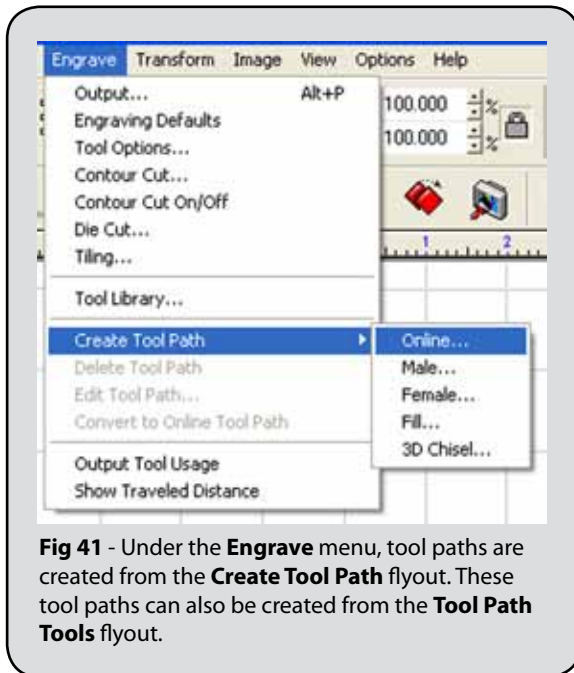 Engrave Transform Image View Options Help
Output... Alt+P
100.000 %
Engraving Defaults
100.000 %
Tool Options...
Contour Cut...
Contour Cut On/Off
Die Cut...
Tiling...
1 2
Tool Library...
Create Tool Path
Online...
Delete Tool Path
Male...
Edit Tool Path...
Female...
Convert to Online Tool Path
Fill...
3D Chisel...
Output Tool Usage
Show Traveled Distance
Fig 41 - Under the Engrave menu, tool paths are
created from the Create Tool Path flyout. These
tool paths can also be created from the Tool Path
Tools flyout.